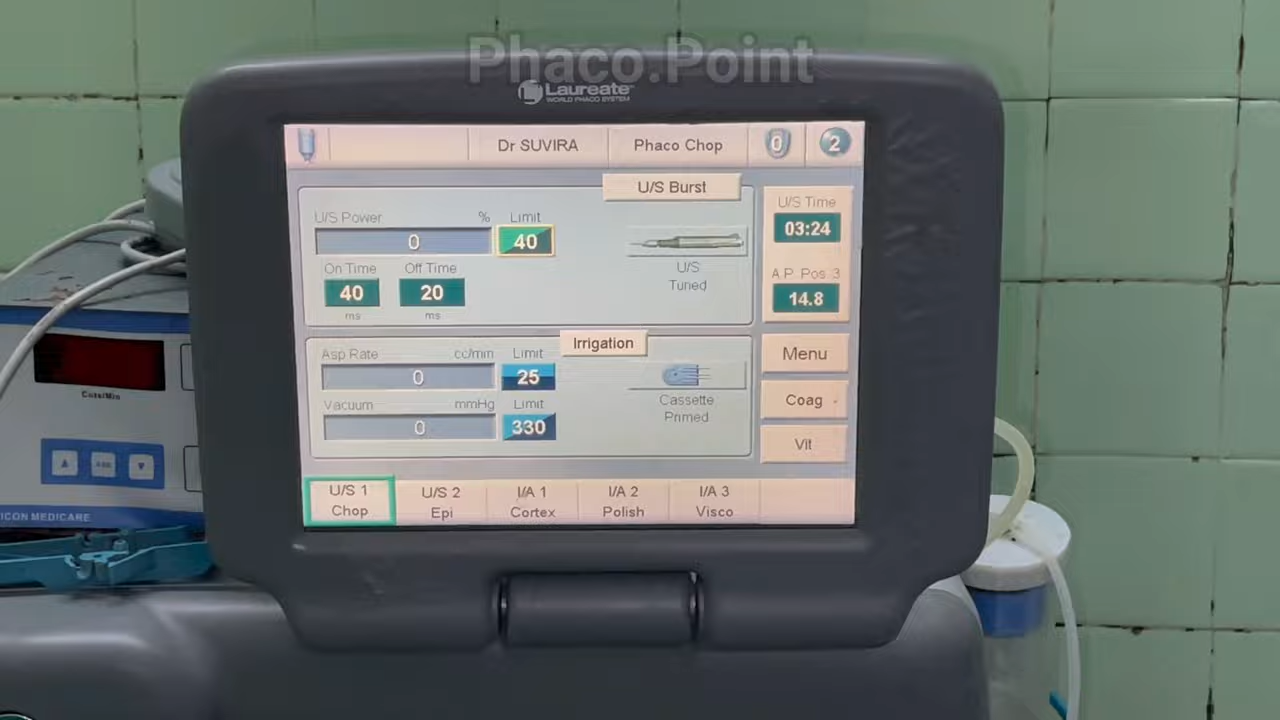 Phaco.Point
Laureate
WORLD PHACO SYSTEM
Dr SUVIRA
Phaco Chop
0
2
U/S Burst
U/S Power
%
Limit
0
40
On Time
Off Time
40
20
ms
ms
U/S
Tuned
U/S Time
03:24
A.P. Pos 3
14.8
Irrigation
Asp Rate
cc/min
Limit
0
25
Vacuum
mmHg
Limit
0
330
Cassette
Primed
Menu
Coag
Vit
U/S 1
Chop
U/S 2
Epi
I/A 1
Cortex
I/A 2
Polish
I/A 3
Visco
ICON MEDICARE